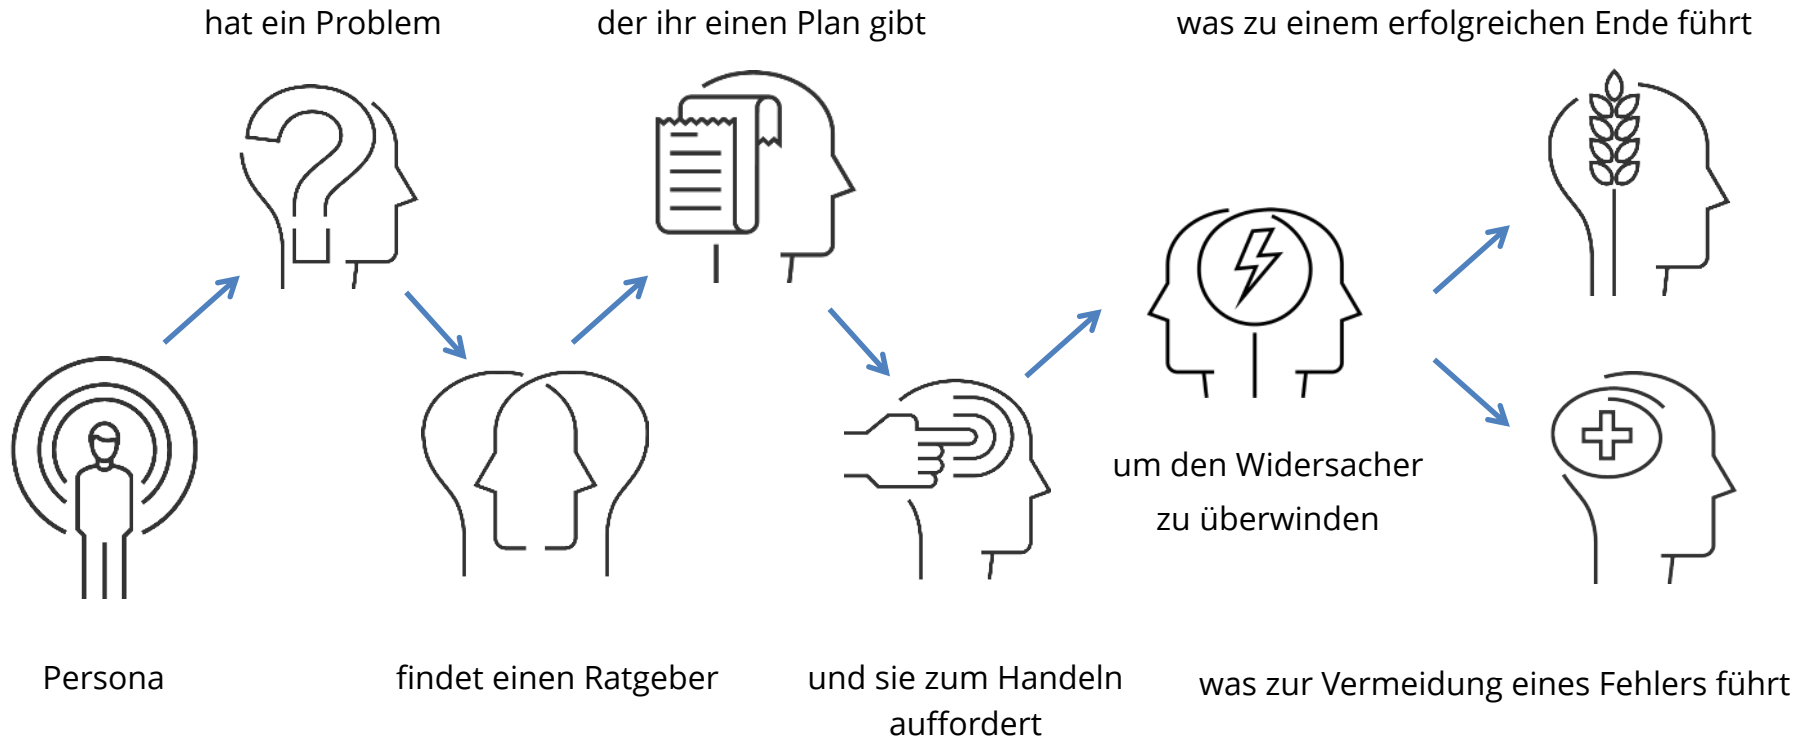 Persona
hat ein Problem
findet einen Ratgeber
der ihr einen Plan gibt
und sie zum Handeln
auffordert
um den Widersacher
zu überwinden
was zu einem erfolgreichen Ende führt
was zur Vermeidung eines Fehlers führt